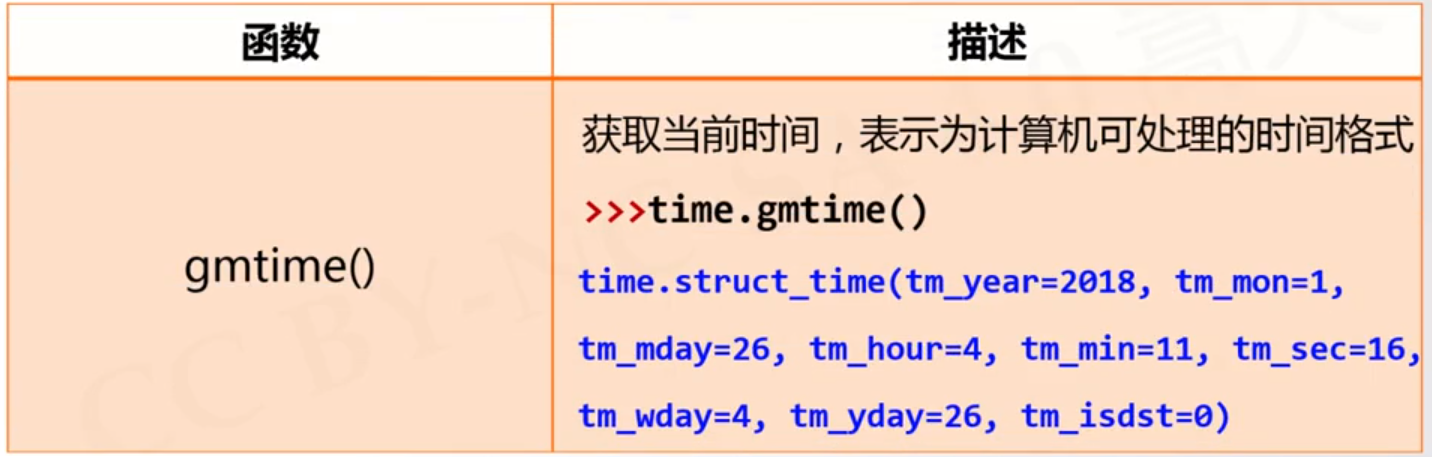 函数
描述
gmtime()
获取当前时间，表示为计算机可处理的时间格式
>>>time.gmtime()
time.struct_time(tm_year=2018, tm_mon=1,
tm_mday=26, tm_hour=4, tm_min=11, tm_sec=16,
tm_wday=4, tm_yday=26, tm_isdst=0)
CC BY-NC-SA